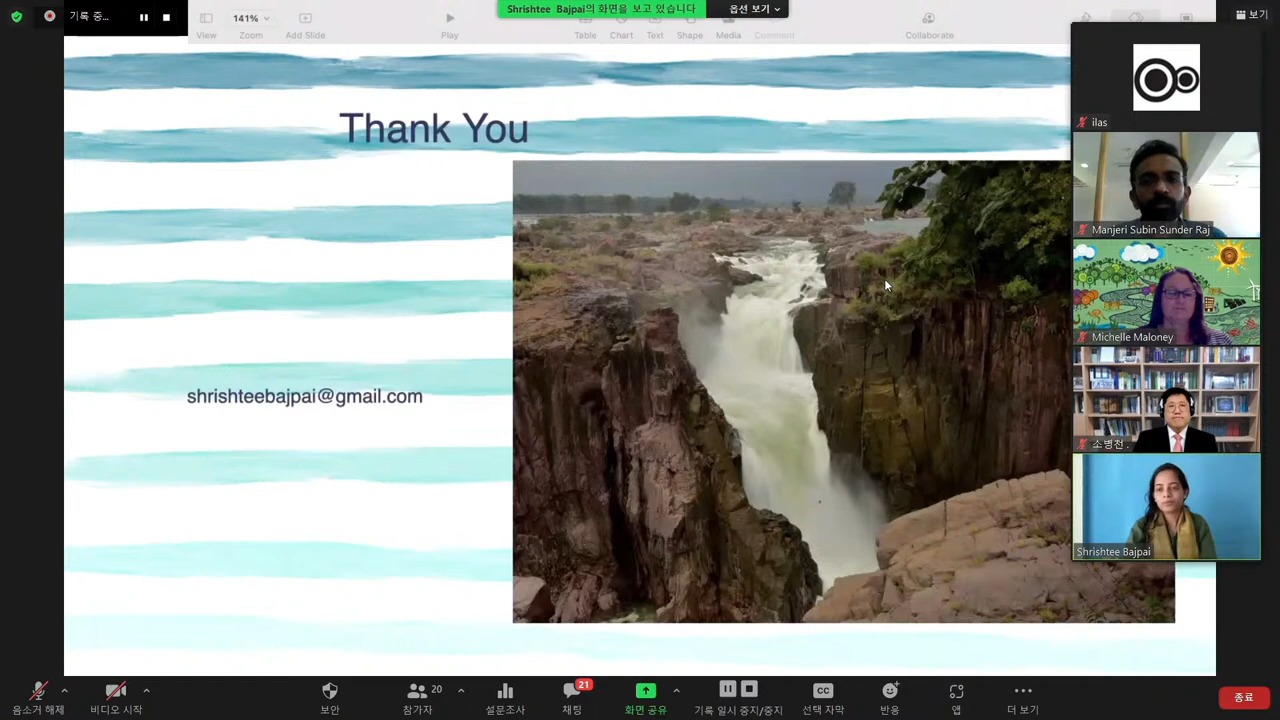 기록 중...
141%
Shrishtee Bajpai의 화면을 보고 있습니다
옵션 보기
보기
View
Zoom
Add Slide
Play
Table
Chart
Text
Shape
Media
Comment
Collaborate
Thank You
shrishteebajpai@gmail.com
ilas
Manjeri Subin Sunder Raj
Michelle Maloney
소병천 .
Shrishtee Bajpai
음소거 해제
비디오 시작
보안
20
참가자
설문조사
21
채팅
화면 공유
기록 일시 중지/중지
CC
선택 자막
반응
앱
더 보기
종료